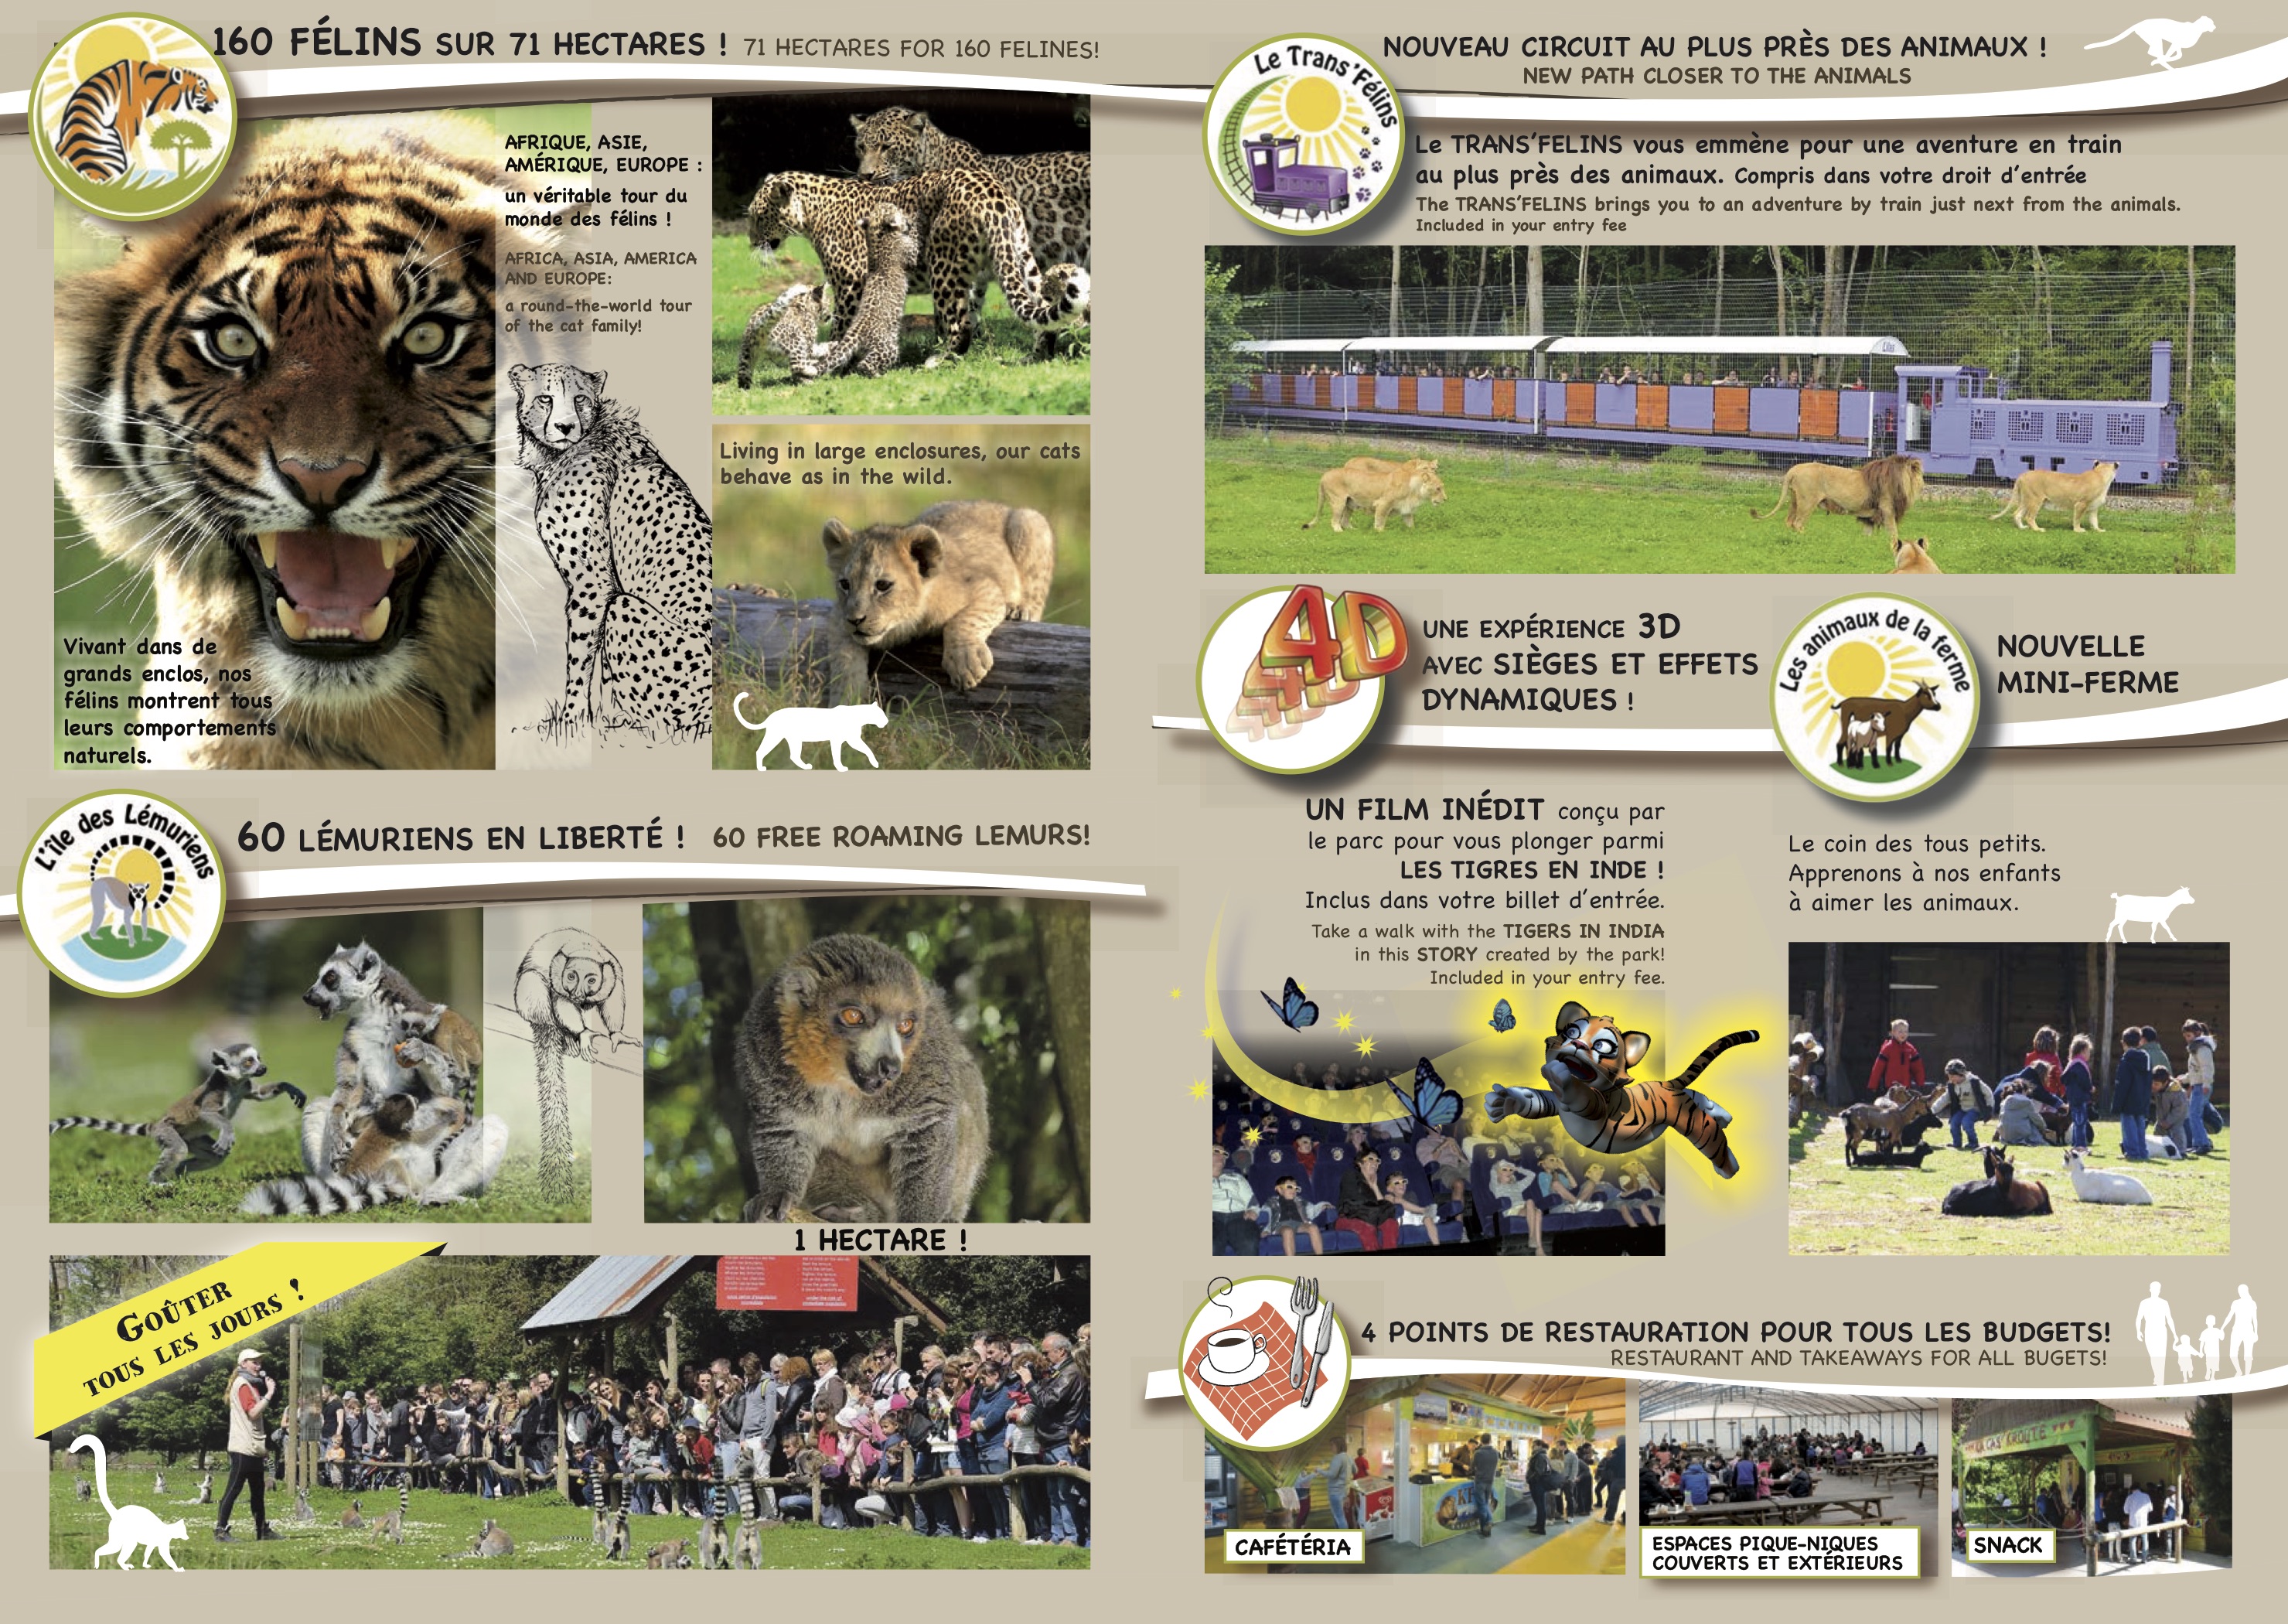 160 FÉLINS SUR 71 HECTARES ! 71 HECTARES FOR 160 FELINES!
AFRIQUE, ASIE,
AMÉRIQUE, EUROPE :
un véritable tour du
monde des félins !
AFRICA, ASIA, AMERICA
AND EUROPE:
a round-the-world tour
of the cat family!
Living in large enclosures, our cats
behave as in the wild.
Vivant dans de
grands enclos, nos
félins montrent tous
leurs comportements
naturels.
L'île des Lémuriens
60 LÉMURIENS EN LIBERTÉ ! 60 FREE ROAMING LEMURS!
1 HECTARE !
GOÛTER
TOUS LES JOURS !
Le Trans'Félins
NOUVEAU CIRCUIT AU PLUS PRÈS DES ANIMAUX !
NEW PATH CLOSER TO THE ANIMALS
Le TRANS'FELINS vous emmène pour une aventure en train
au plus près des animaux. Compris dans votre droit d'entrée
The TRANS'FELINS brings you to an adventure by train just next from the animals.
Included in your entry fee
4D
UNE EXPÉRIENCE 3D
AVEC SIÈGES ET EFFETS
DYNAMIQUES !
UN FILM INÉDIT conçu par
le parc pour vous plonger parmi
LES TIGRES EN INDE !
Inclus dans votre billet d'entrée.
Take a walk with the TIGERS IN INDIA
in this STORY created by the park!
Included in your entry fee.
Les animaux de la ferme
NOUVELLE
MINI-FERME
Le coin des tous petits.
Apprenons à nos enfants
à aimer les animaux.
4 POINTS DE RESTAURATION POUR TOUS LES BUDGETS!
RESTAURANT AND TAKEAWAYS FOR ALL BUGETS!
CAFÉTÉRIA
ESPACES PIQUE-NIQUES
COUVERTS ET EXTÉRIEURS
SNACK